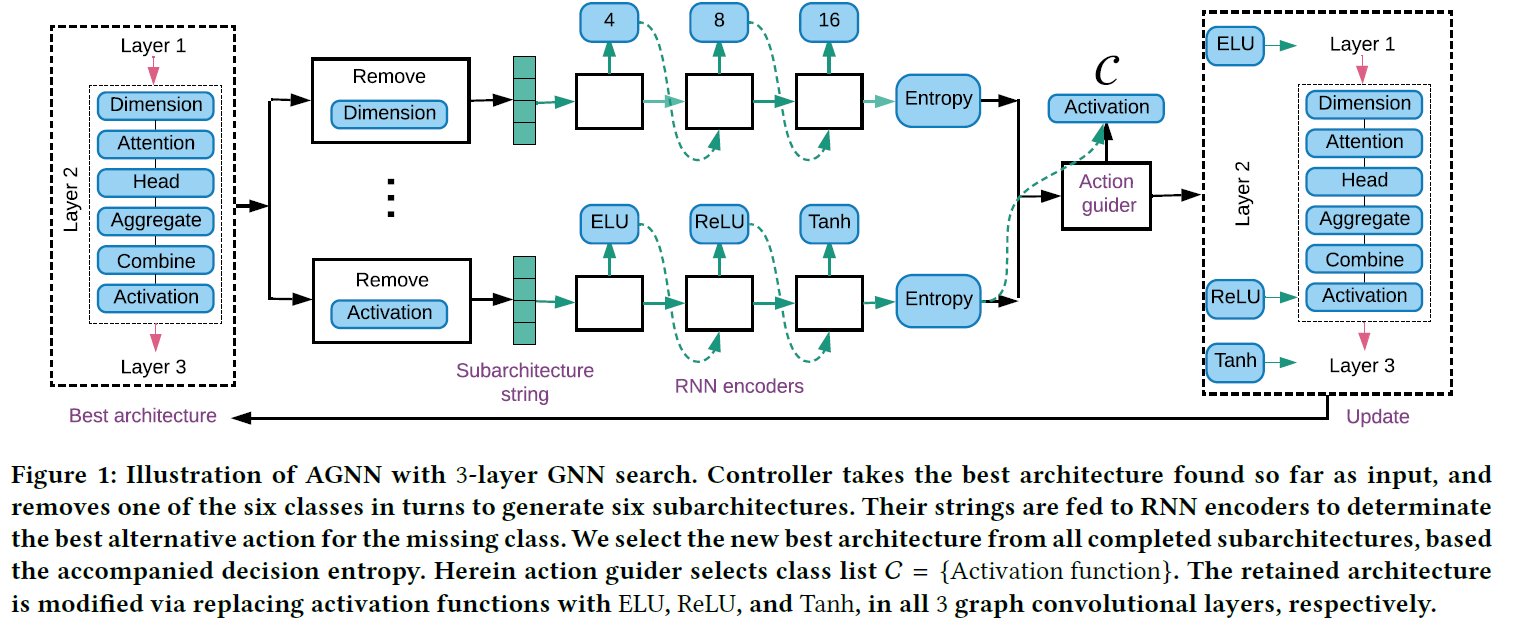 Layer 1
Dimension
Attention
Head
Aggregate
Combine
Activation
Layer 2
Layer 3
Best architecture
Remove
Dimension
Remove
Activation
Subarchitecture
string
4
8
16
ELU
ReLU
Tanh
RNN encoders
Entropy
Entropy
C
Activation
Action
guider
ELU
ReLU
Tanh
Layer 1
Layer 2
Dimension
Attention
Head
Aggregate
Combine
Activation
Layer 3
Update
Figure 1: Illustration of AGNN with 3-layer GNN search. Controller takes the best architecture found so far as input, and
removes one of the six classes in turns to generate six subarchitectures. Their strings are fed to RNN encoders to determinate
the best alternative action for the missing class. We select the new best architecture from all completed subarchitectures, based
the accompanied decision entropy. Herein action guider selects class list C = {Activation function}. The retained architecture
is modified via replacing activation functions with ELU, ReLU, and Tanh, in all 3 graph convolutional layers, respectively.